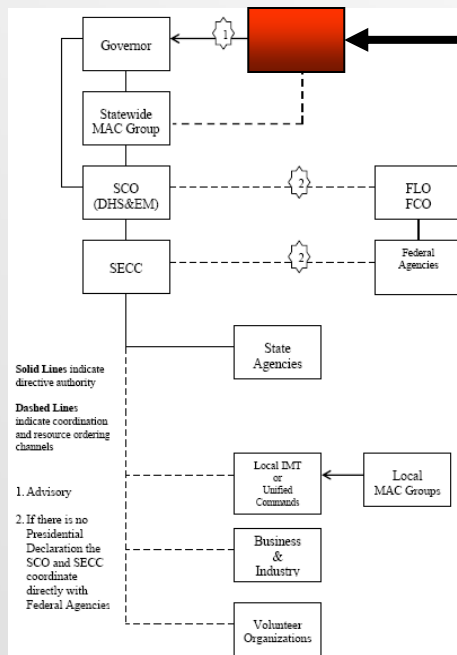 Governor
1
Statewide
MAC Group
SCO
(DHS&EM)
2
FLO
FCO
SECC
2
Federal
Agencies
State
Agencies
Solid Lines indicate
directive authority
Dashed Lines
indicate coordination
and resource ordering
channels
Local IMT
or
Unified
Commands
Local
MAC Groups
1. Advisory
2. If there is no
Presidential
Declaration the
SCO and SECC
coordinate
directly with
Federal Agencies
Business
&
Industry
Volunteer
Organizations